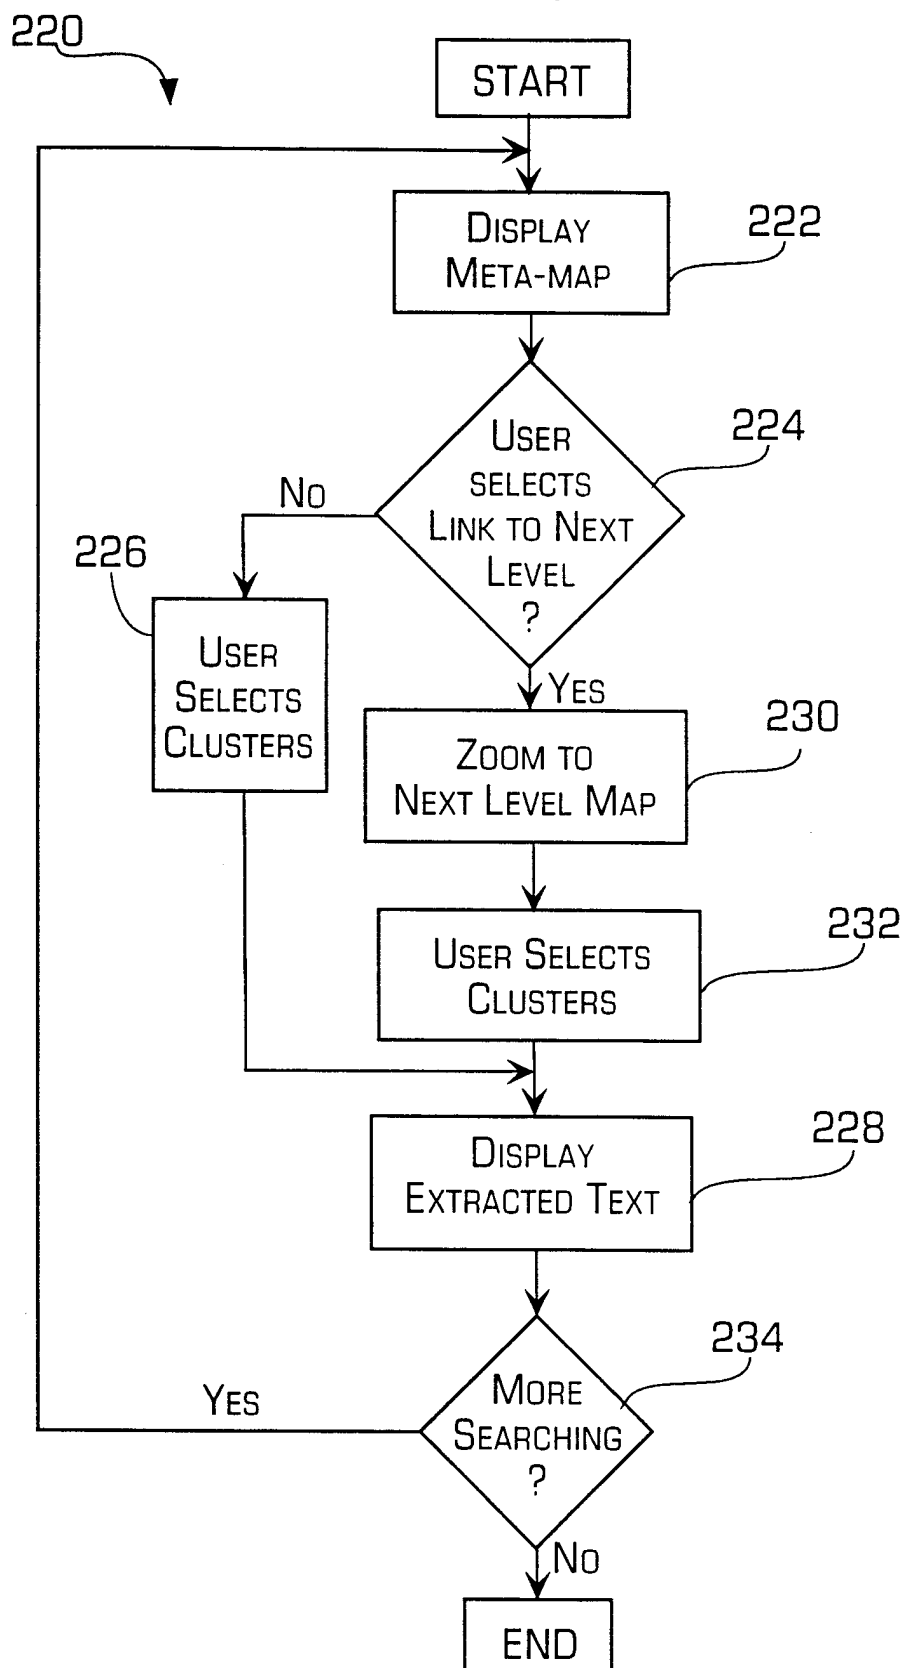 220
START
DISPLAY
META-MAP
222
USER
SELECTS
LINK TO NEXT
LEVEL
?
224
NO
226
USER
SELECTS
CLUSTERS
YES
ZOOM TO
NEXT LEVEL MAP
230
USER SELECTS
CLUSTERS
232
DISPLAY
EXTRACTED TEXT
228
MORE
SEARCHING
?
234
YES
NO
END